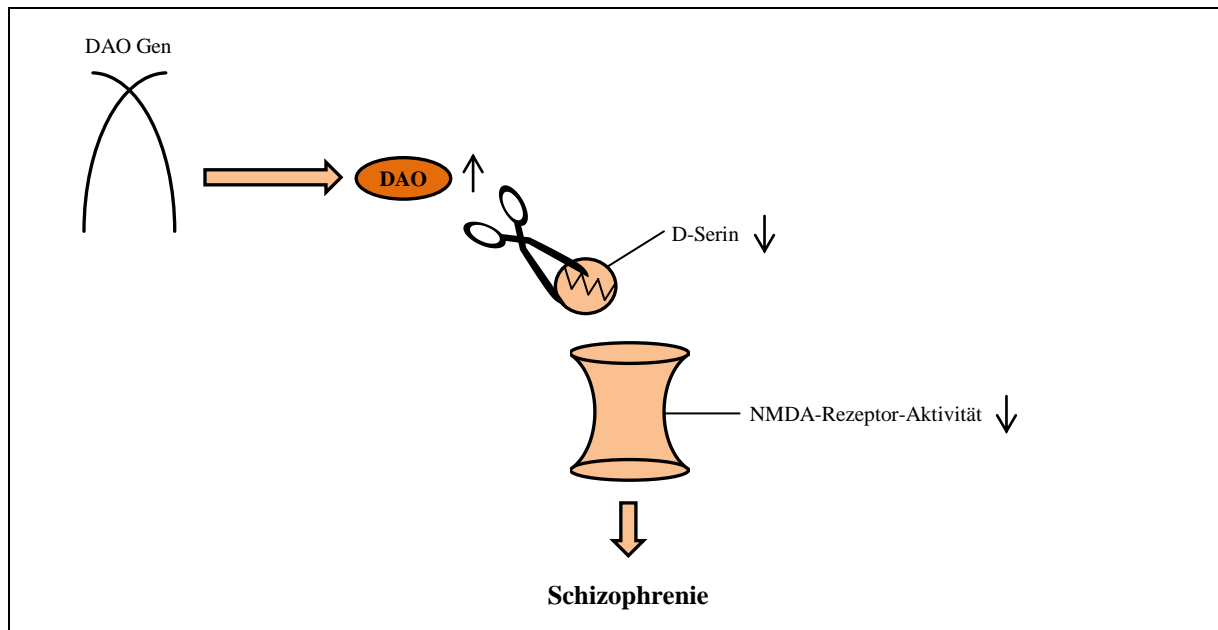 DAO Gen
DAO
D-Serin
NMDA-Rezeptor-Aktivität
Schizophrenie